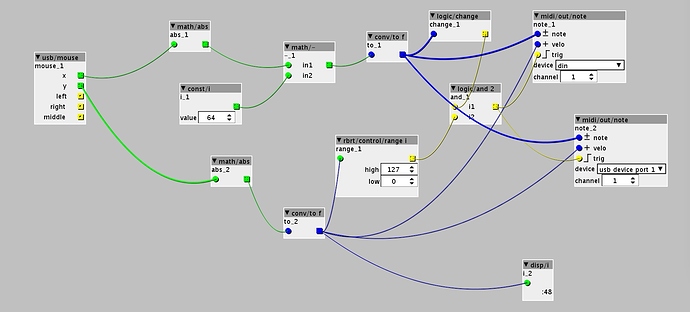 usb/mouse
mouse_1
x
y
left
right
middle
math/abs
abs_1
const/i
i_1
value 64
math/-
-_1
in1
in2
conv/to f
to_1
logic/change
change_1
midi/out/note
note_1
note
velo
trig
device din
channel 1
logic/and 2
and_1
i1
i2
rbrt/control/range i
range_1
high 127
low 0
math/abs
abs_2
conv/to f
to_2
midi/out/note
note_2
note
velo
trig
device usb device port 1
channel 1
disp/i
i_2
:48